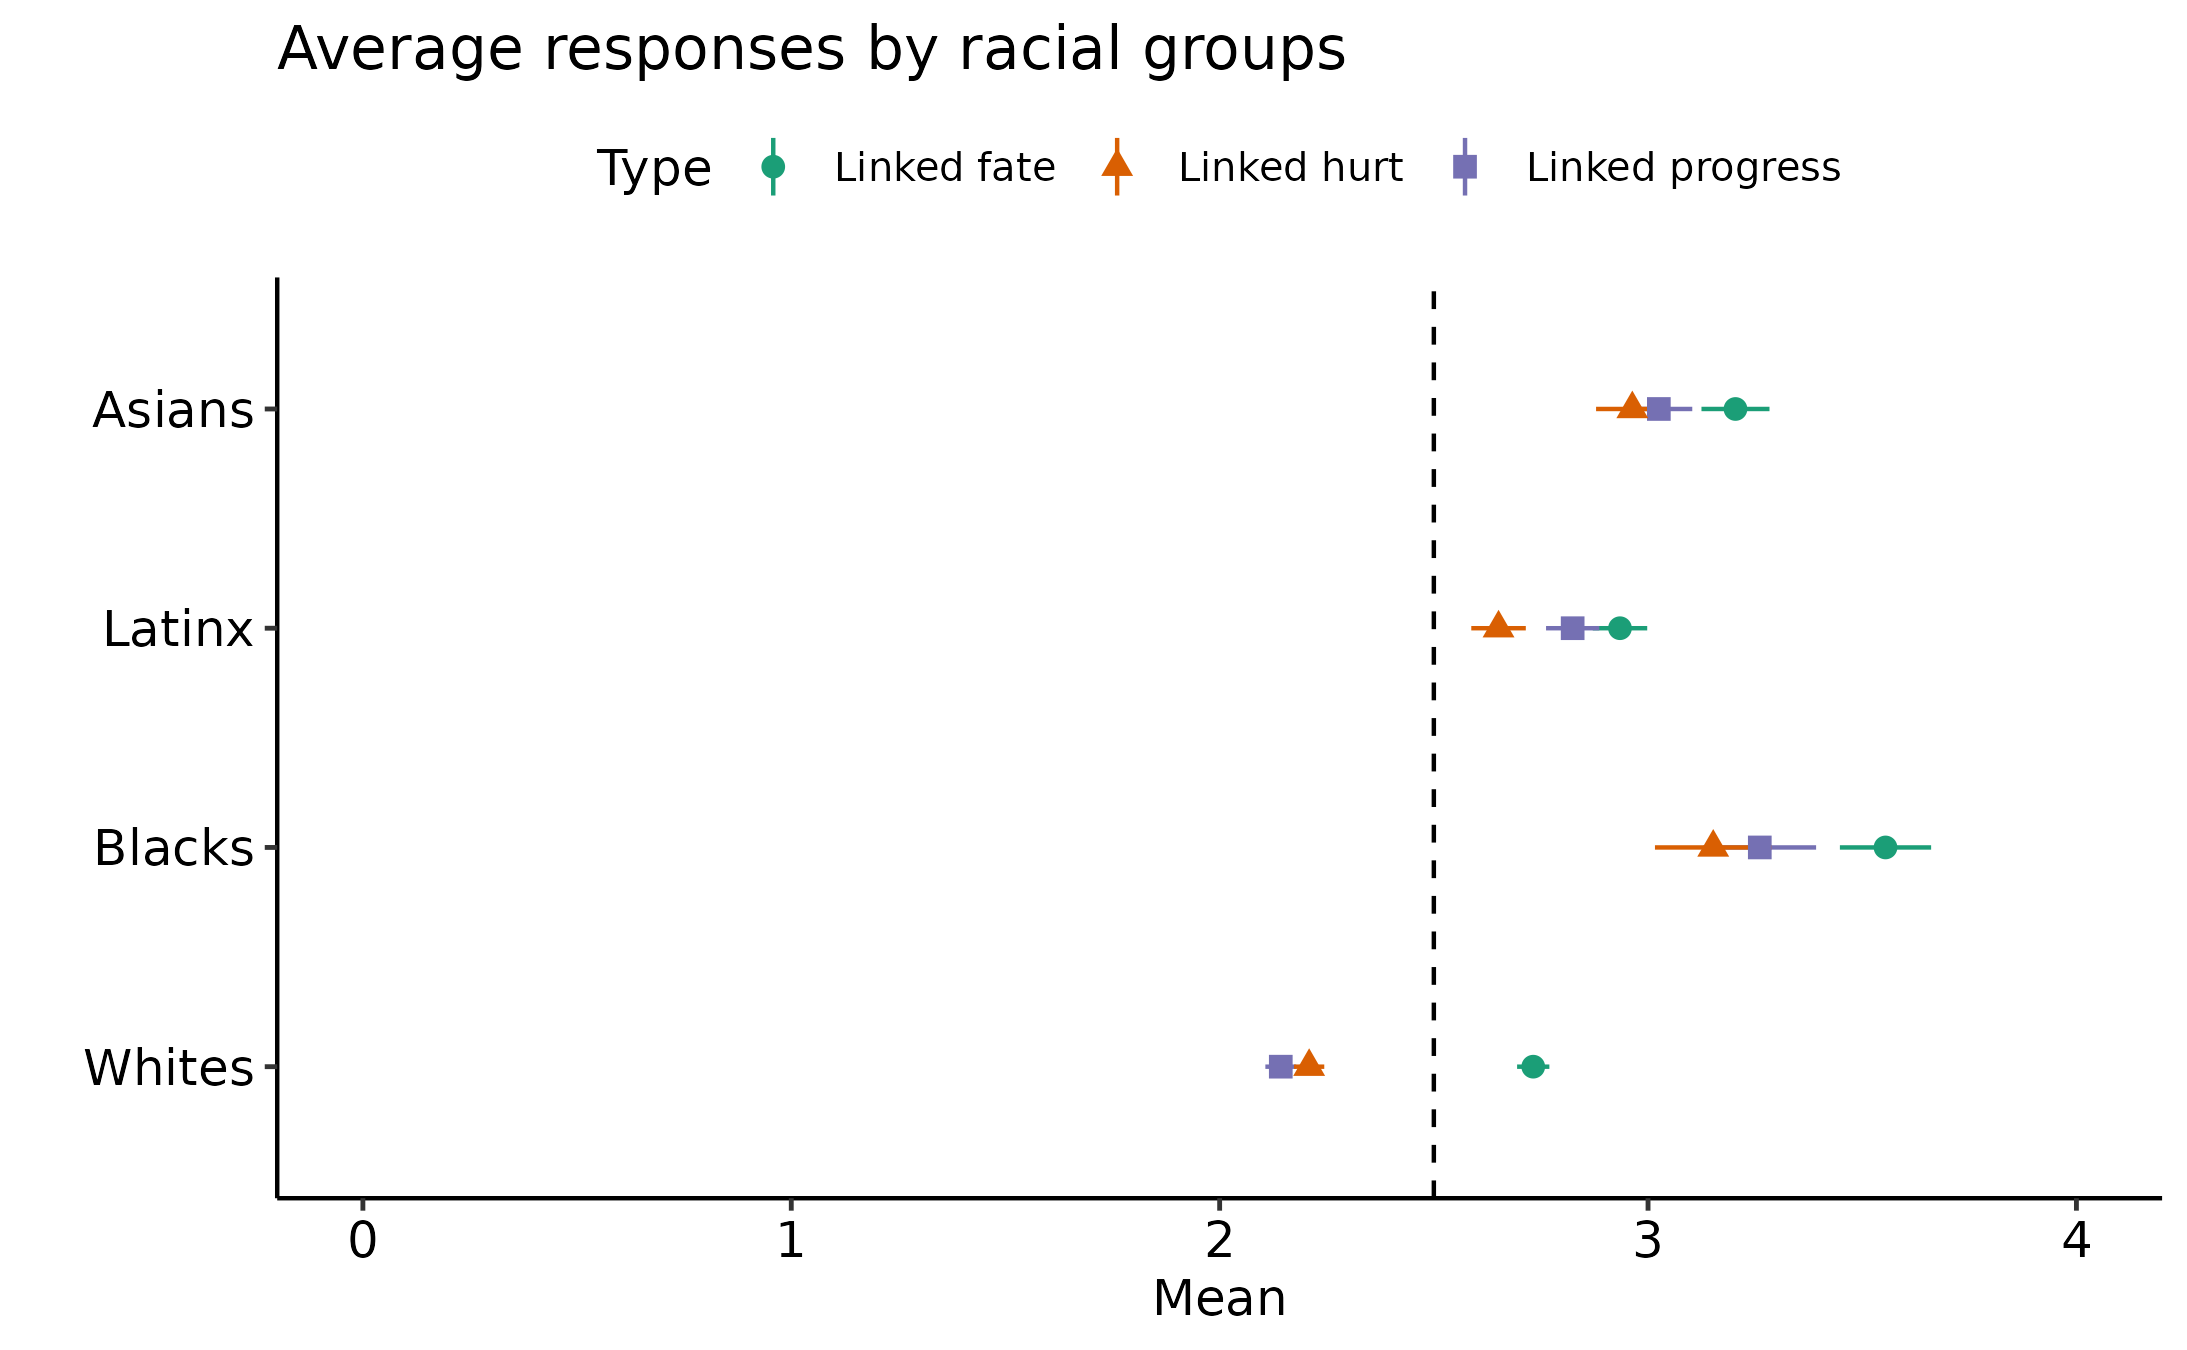 Average responses by racial groups
Type Linked fate Linked hurt Linked progress
Asians
Latinx
Blacks
Whites
0 1 2 3 4
Mean